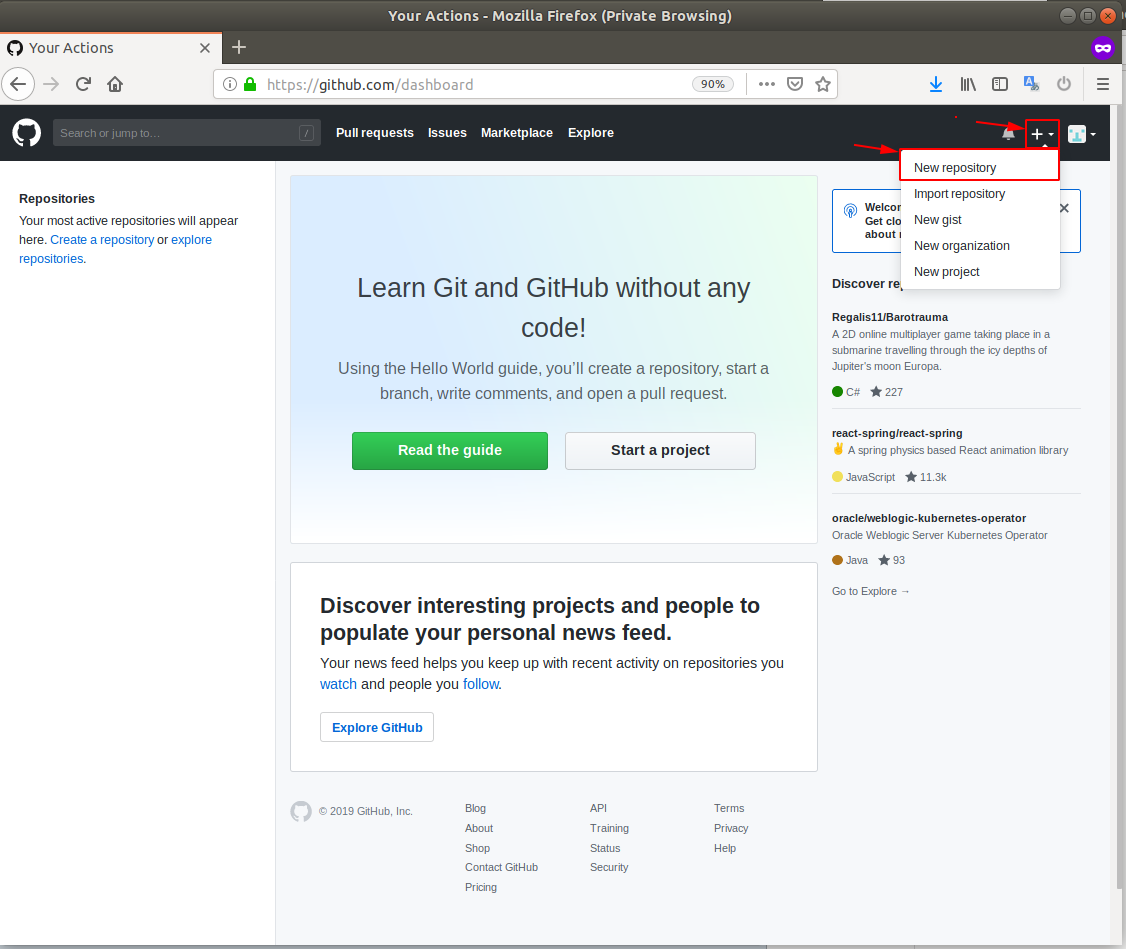 Your Actions - Mozilla Firefox (Private Browsing)
Your Actions
https://github.com/dashboard
90%
Search or jump to…
/
Pull requests
Issues
Marketplace
Explore
New repository
Import repository
New gist
New organization
New project
Repositories
Your most active repositories will appear
here. Create a repository or explore
repositories.
Learn Git and GitHub without any
code!
Using the Hello World guide, you’ll create a repository, start a
branch, write comments, and open a pull request.
Read the guide
Start a project
Discover interesting projects and people to
populate your personal news feed.
Your news feed helps you keep up with recent activity on repositories you
watch and people you follow.
Explore GitHub
Get clo
about
Discover
Regalis11/Barotrauma
A 2D online multiplayer game taking place in a
submarine travelling through the icy depths of
Jupiter's moon Europa.
C# 227
react-spring/react-spring
✌ A spring physics based React animation library
JavaScript 11.3k
oracle/weblogic-kubernetes-operator
Oracle Weblogic Server Kubernetes Operator
Java 93
Go to Explore →
© 2019 GitHub, Inc.
Blog
About
Shop
Contact GitHub
Pricing
API
Training
Status
Security
Terms
Privacy
Help